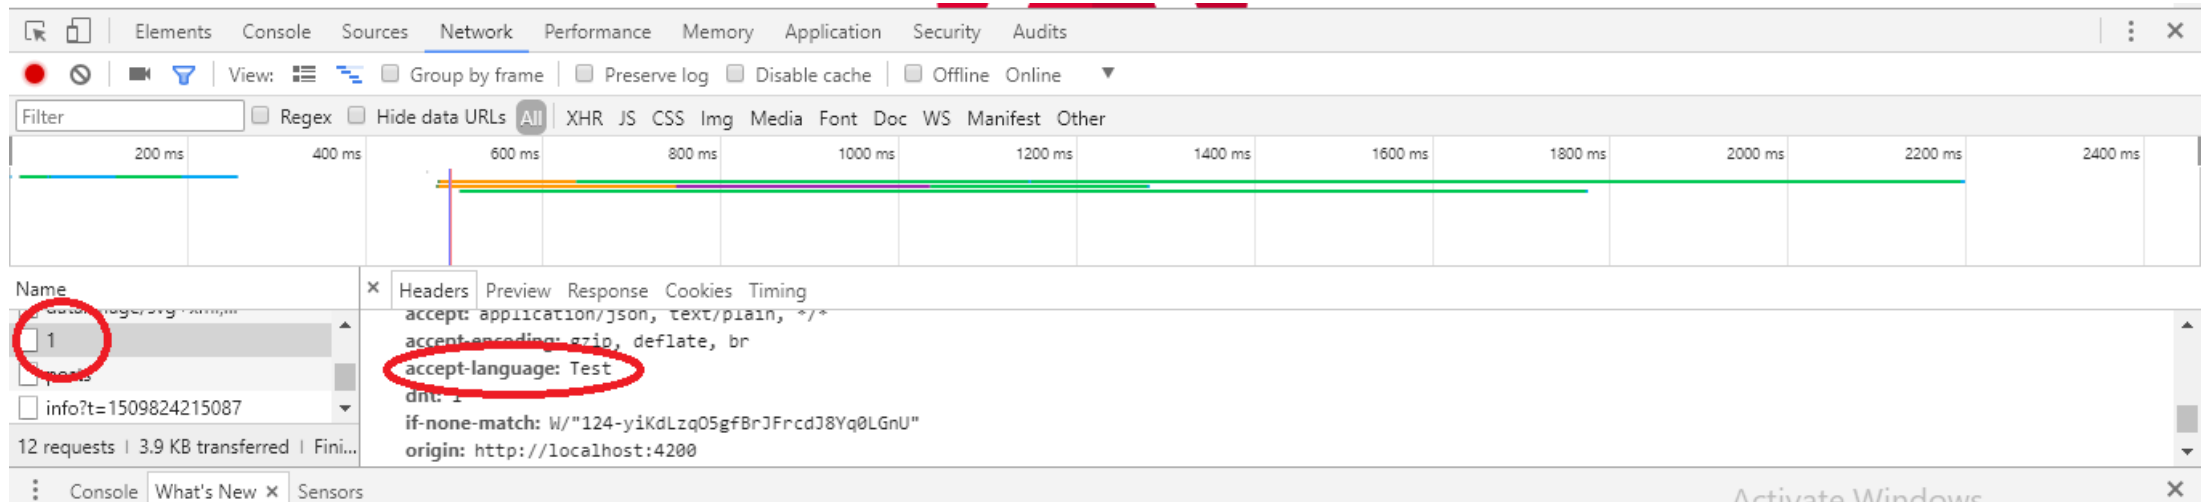 Elements Console Sources Network Performance Memory Application Security Audits
View: Group by frame Preserve log Disable cache Offline Online
Filter Regex Hide data URLs All XHR JS CSS Img Media Font Doc WS Manifest Other
200 ms 400 ms 600 ms 800 ms 1000 ms 1200 ms 1400 ms 1600 ms 1800 ms 2000 ms 2200 ms 2400 ms
Name
Headers Preview Response Cookies Timing
accept: application/json, text/plain, */*
1
accept-encoding: gzip, deflate, br
accept-language: Test
posts
dnt: 1
info?t=1509824215087
if-none-match: W/"124-yiKdLzqO5gfBrJFrcdJ8Yq0LGnU"
12 requests | 3.9 KB transferred | Fini...
origin: http://localhost:4200
Console What's New Sensors
Activate Windows